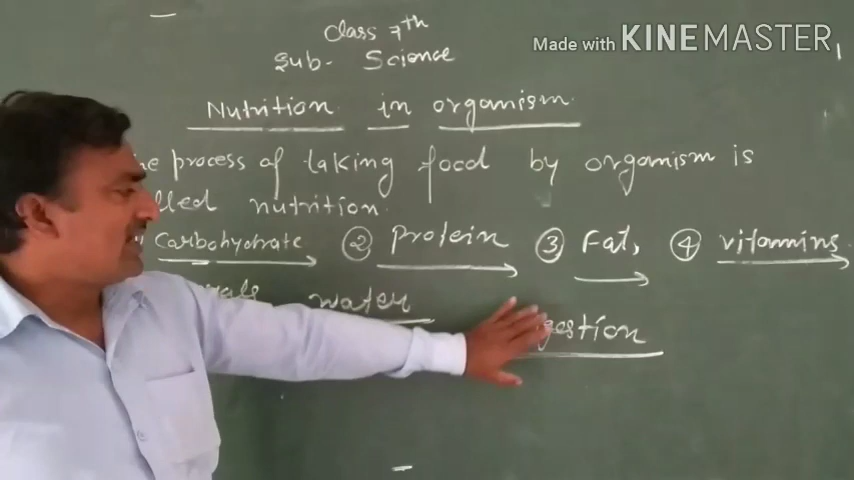 Class 7th
Made with KINEMASTER
Sub- Science
Nutrition in organism
process of taking food by organism is
nutrition.
Carbohydrate ② Protein ③ Fat, ④ vitamins
water